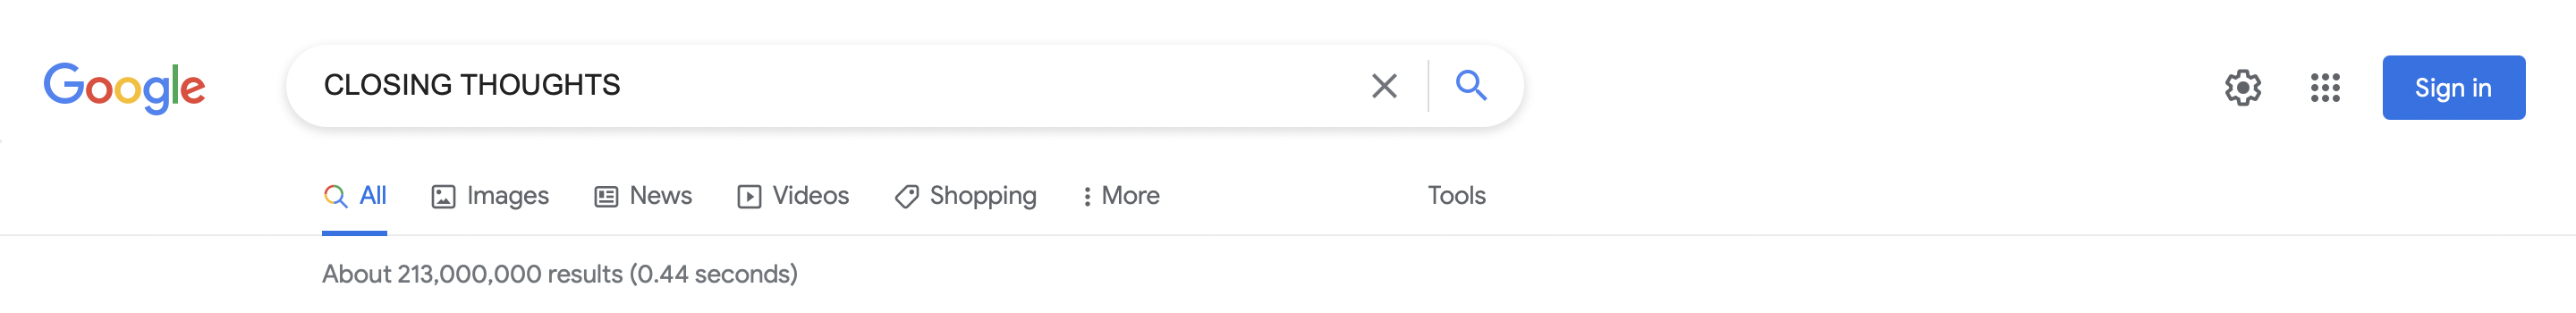 Google CLOSING THOUGHTS Sign in
All Images News Videos Shopping More Tools
About 213,000,000 results (0.44 seconds)